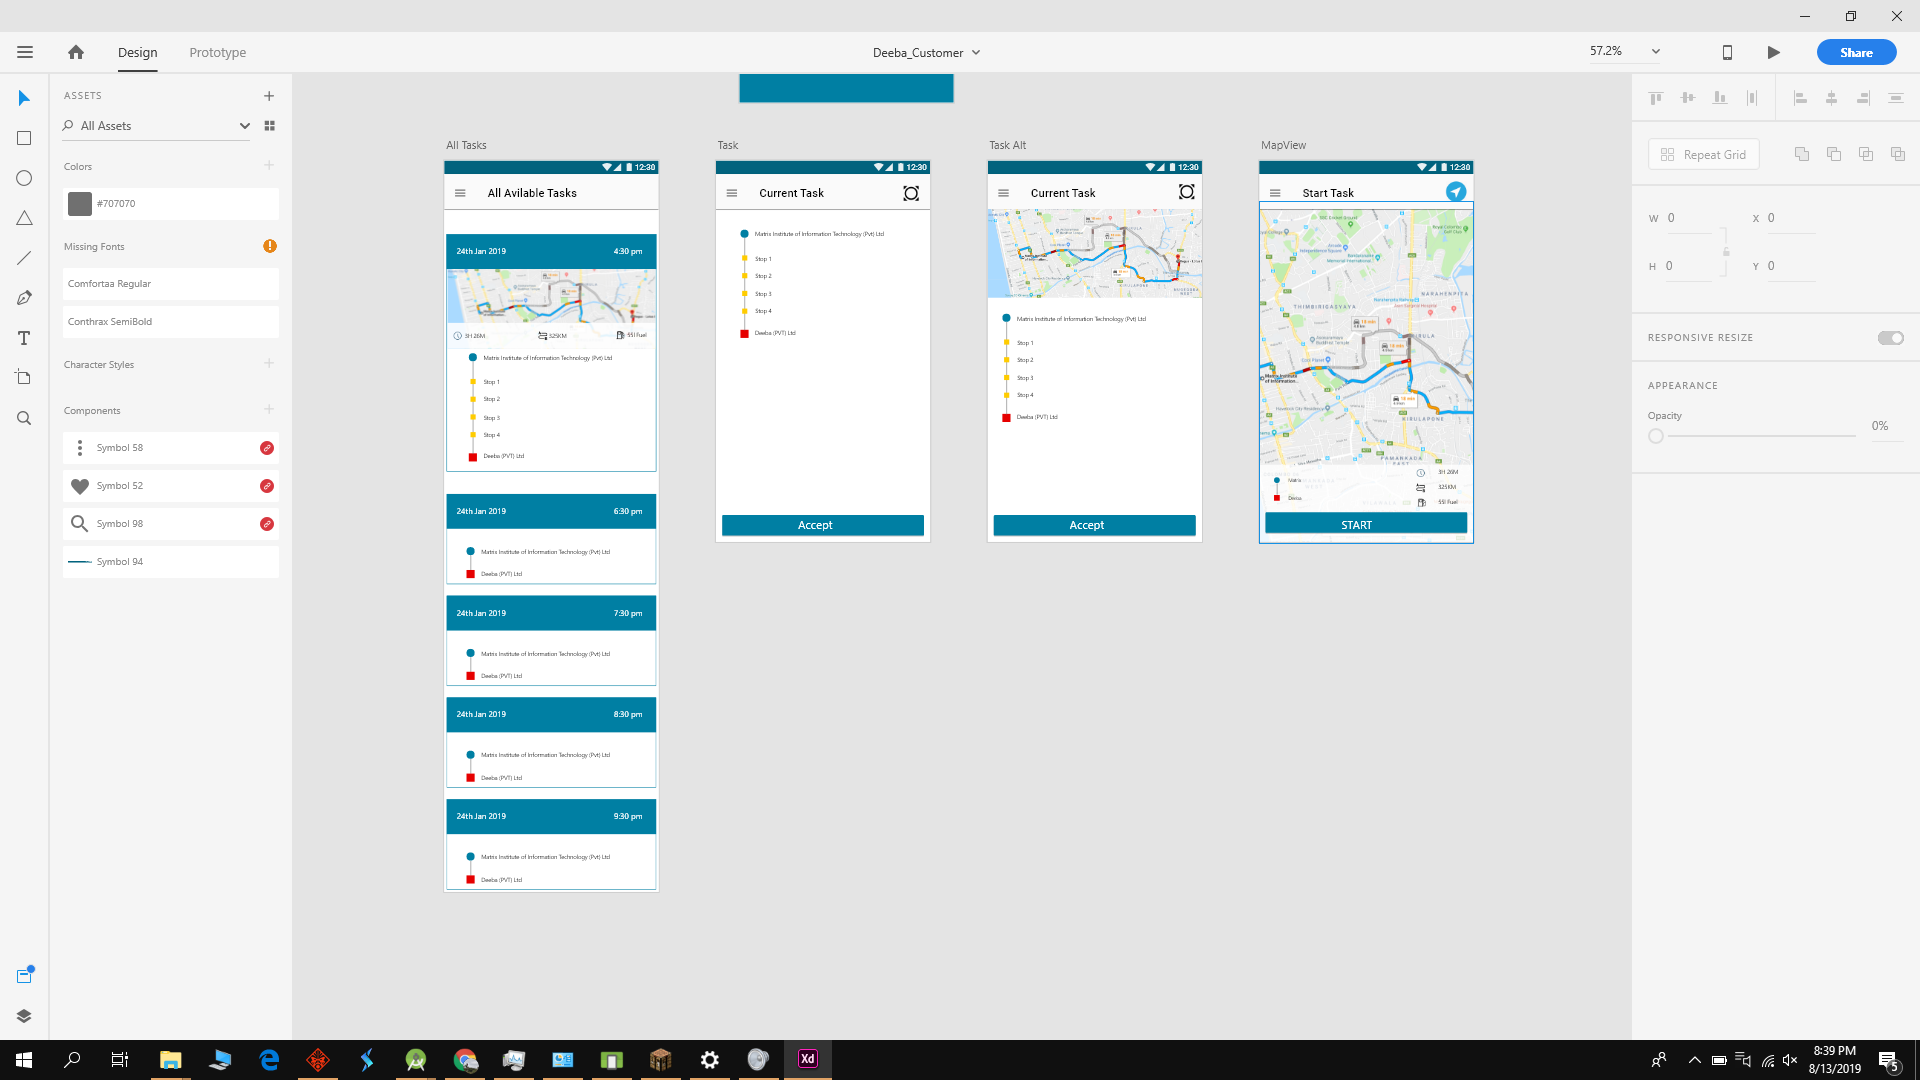 Design
Prototype
Deeba_Customer
57.2%
Share
ASSETS
All Assets
Colors
#707070
Missing Fonts
Comfortaa Regular
Conthrax SemiBold
Character Styles
Components
Symbol 58
Symbol 52
Symbol 98
Symbol 94
All Tasks
12:30
All Avilable Tasks
24th Jan 2019 4:30 pm
3H 26M 325KM 55l Fuel
Matrix Institute of Information Technology (Pvt) Ltd
Stop 1
Stop 2
Stop 3
Stop 4
Deeba (PVT) Ltd
24th Jan 2019 6:30 pm
Matrix Institute of Information Technology (Pvt) Ltd
Deeba (PVT) Ltd
24th Jan 2019 7:30 pm
Matrix Institute of Information Technology (Pvt) Ltd
Deeba (PVT) Ltd
24th Jan 2019 8:30 pm
Matrix Institute of Information Technology (Pvt) Ltd
Deeba (PVT) Ltd
24th Jan 2019 9:30 pm
Matrix Institute of Information Technology (Pvt) Ltd
Deeba (PVT) Ltd
Task
12:30
Current Task
Matrix Institute of Information Technology (Pvt) Ltd
Stop 1
Stop 2
Stop 3
Stop 4
Deeba (PVT) Ltd
Accept
Task Alt
12:30
Current Task
Matrix Institute of Information Technology (Pvt) Ltd
Stop 1
Stop 2
Stop 3
Stop 4
Deeba (PVT) Ltd
Accept
MapView
12:30
Start Task
THIMBIRIGASYAYA
NARAHENPITA
KIRULAPONE
PAMANKADA
Matrix
Deeba
3H 26M
325KM
55l Fuel
START
Repeat Grid
W 0 X 0
H 0 Y 0
RESPONSIVE RESIZE
APPEARANCE
Opacity
0%
Xd
8:39 PM
8/13/2019
5